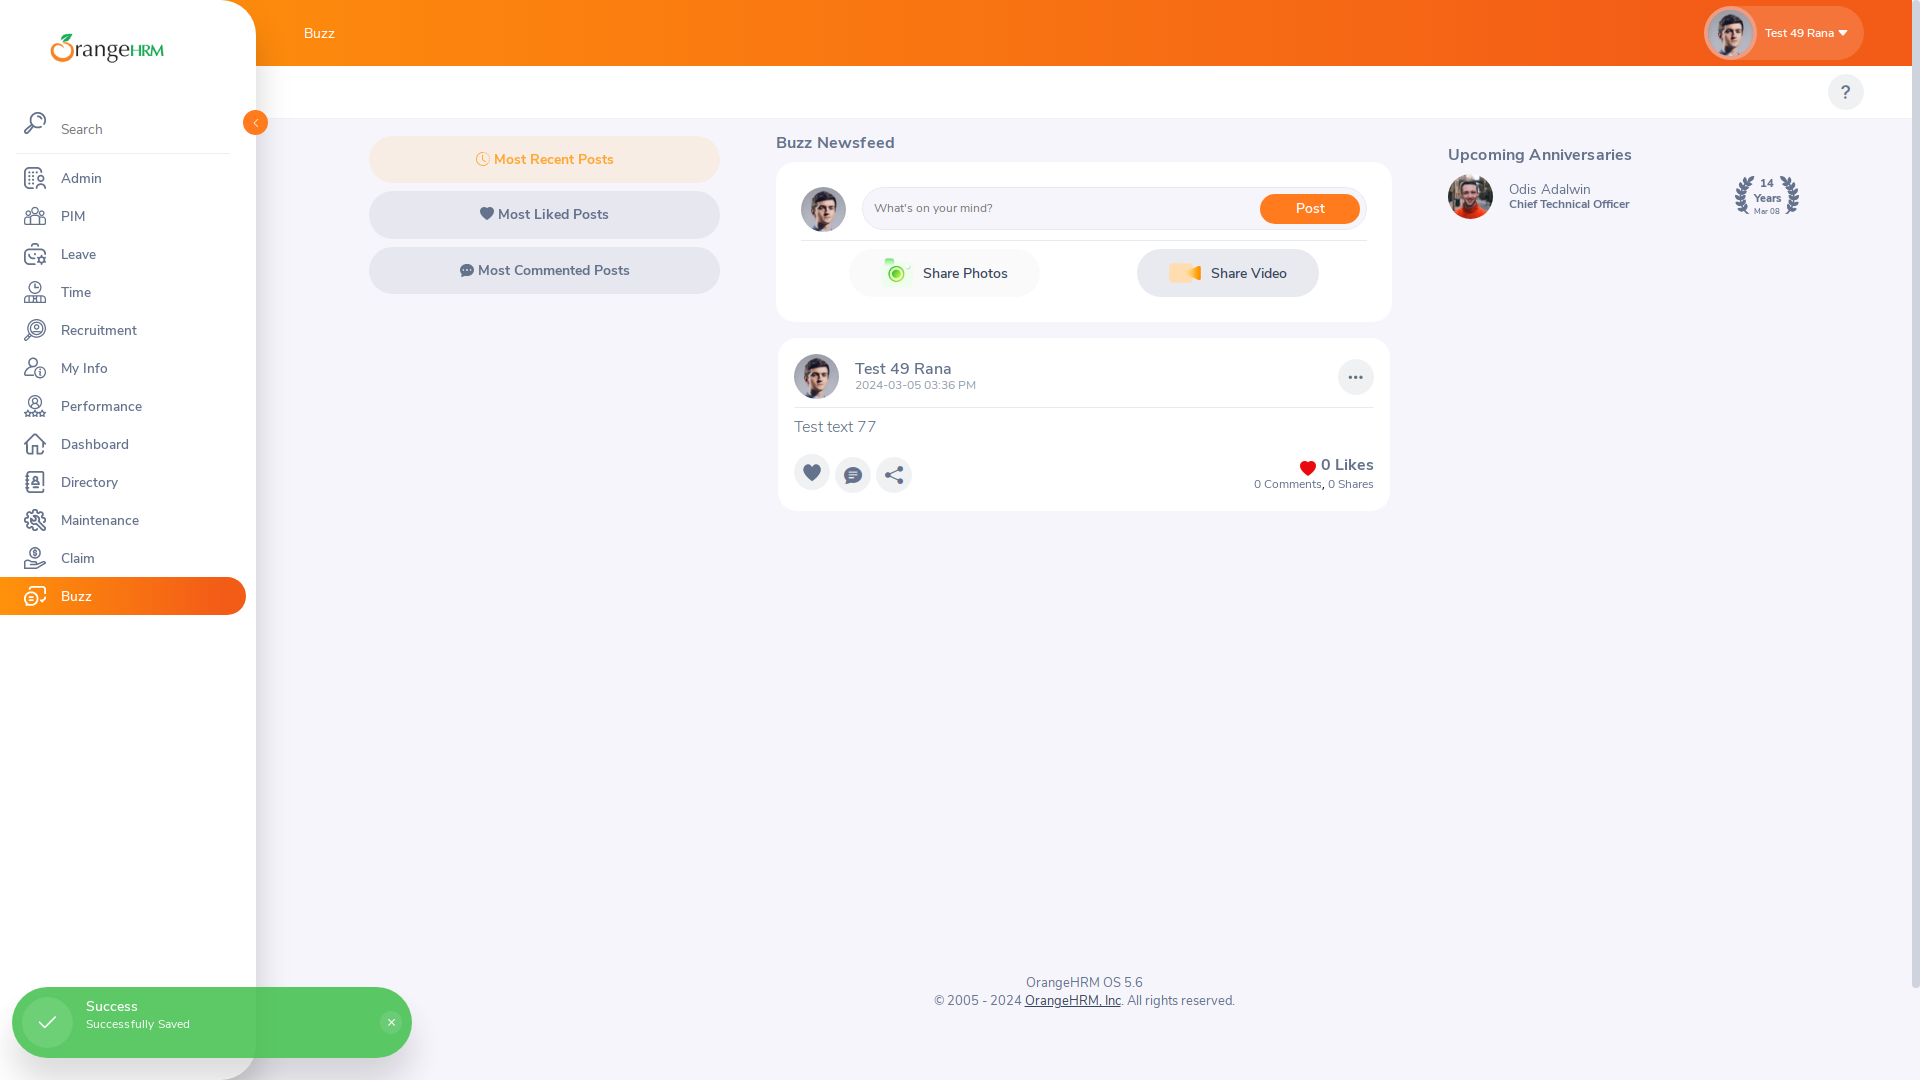 OrangeHRM
Search
Admin
PIM
Leave
Time
Recruitment
My Info
Performance
Dashboard
Directory
Maintenance
Claim
Buzz
Buzz
Test 49 Rana
?
Most Recent Posts
Most Liked Posts
Most Commented Posts
Buzz Newsfeed
What's on your mind?
Post
Share Photos
Share Video
Test 49 Rana
2024-03-05 03:36 PM
Test text 77
0 Likes
0 Comments, 0 Shares
Upcoming Anniversaries
Odis Adalwin
Chief Technical Officer
14
Years
Mar 08
OrangeHRM OS 5.6
© 2005 - 2024 OrangeHRM, Inc. All rights reserved.
Success
Successfully Saved